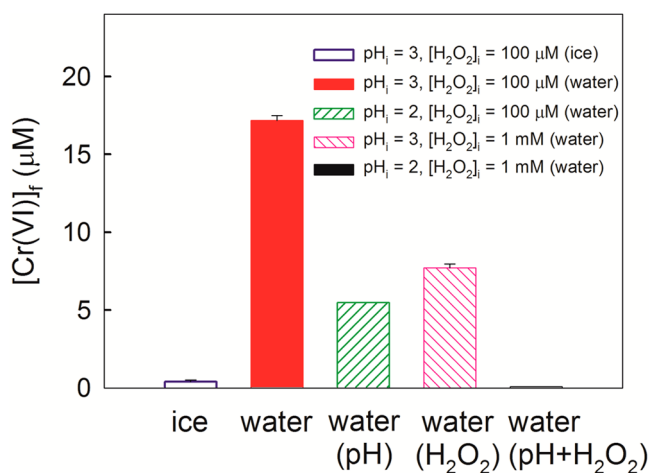 pHᵢ = 3, [H₂O₂]ᵢ = 100 μM (ice)
pHᵢ = 3, [H₂O₂]ᵢ = 100 μM (water)
pHᵢ = 2, [H₂O₂]ᵢ = 100 μM (water)
pHᵢ = 3, [H₂O₂]ᵢ = 1 mM (water)
pHᵢ = 2, [H₂O₂]ᵢ = 1 mM (water)
[Cr(VI)]f (μM)
20
15
10
5
0
ice water water water water
(pH) (H₂O₂) (pH+H₂O₂)